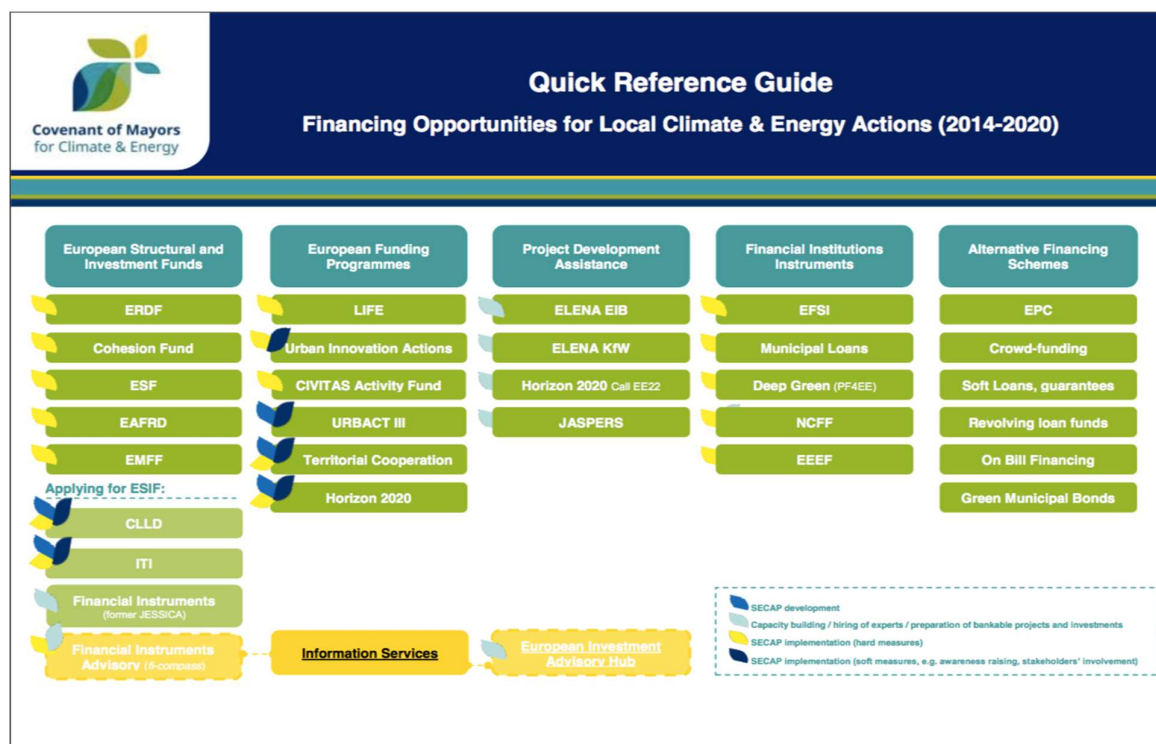 Covenant of Mayors
for Climate & Energy
Quick Reference Guide
Financing Opportunities for Local Climate & Energy Actions (2014-2020)
European Structural and
Investment Funds
ERDF
Cohesion Fund
ESF
EAFRD
EMFF
Applying for ESIF:
CLLD
ITI
Financial Instruments
(former JESSICA)
Financial Instruments
Advisory (fi-compass)
European Funding
Programmes
LIFE
Urban Innovation Actions
CIVITAS Activity Fund
URBACT III
Territorial Cooperation
Horizon 2020
Information Services
Project Development
Assistance
ELENA EIB
ELENA KfW
Horizon 2020 Call EE22
JASPERS
European Investment
Advisory Hub
Financial Institutions
Instruments
EFSI
Municipal Loans
Deep Green (PF4EE)
NCFF
EEEF
Alternative Financing
Schemes
EPC
Crowd-funding
Soft Loans, guarantees
Revolving loan funds
On Bill Financing
Green Municipal Bonds
SECAP development
Capacity building / hiring of experts / preparation of bankable projects and investments
SECAP implementation (hard measures)
SECAP implementation (soft measures, e.g. awareness raising, stakeholders' involvement)